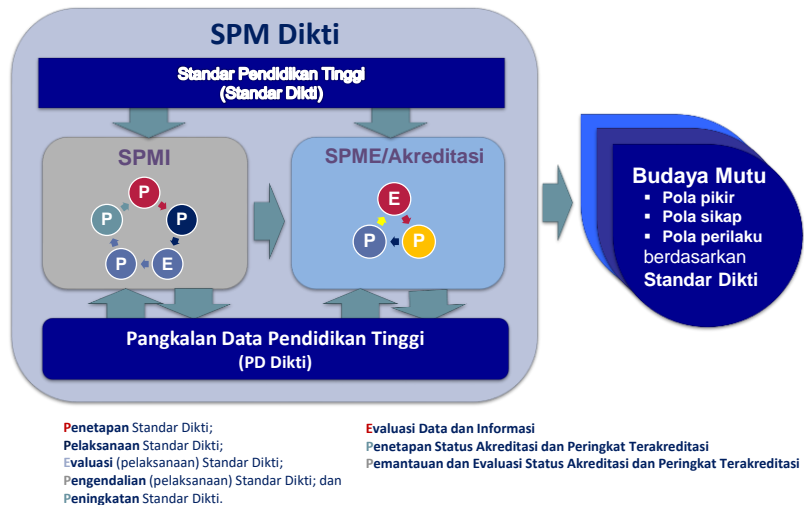 SPM Dikti
Standar Pendidikan Tinggi
(Standar Dikti)
SPMI
P
P
P
P
E
SPME/Akreditasi
E
P
P
Pangkalan Data Pendidikan Tinggi
(PD Dikti)
Budaya Mutu
▪ Pola pikir
▪ Pola sikap
▪ Pola perilaku
berdasarkan
Standar Dikti
Penetapan Standar Dikti;
Pelaksanaan Standar Dikti;
Evaluasi (pelaksanaan) Standar Dikti;
Pengendalian (pelaksanaan) Standar Dikti; dan
Peningkatan Standar Dikti.
Evaluasi Data dan Informasi
Penetapan Status Akreditasi dan Peringkat Terakreditasi
Pemantauan dan Evaluasi Status Akreditasi dan Peringkat Terakreditasi